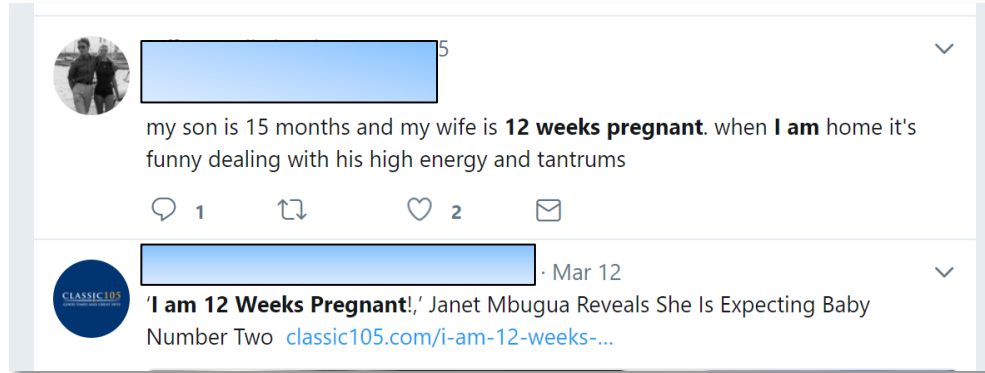 5
my son is 15 months and my wife is 12 weeks pregnant. when I am home it's
funny dealing with his high energy and tantrums
1 2
CLASSIC105
· Mar 12
‘I am 12 Weeks Pregnant!,’ Janet Mbugua Reveals She Is Expecting Baby
Number Two classic105.com/i-am-12-weeks-...